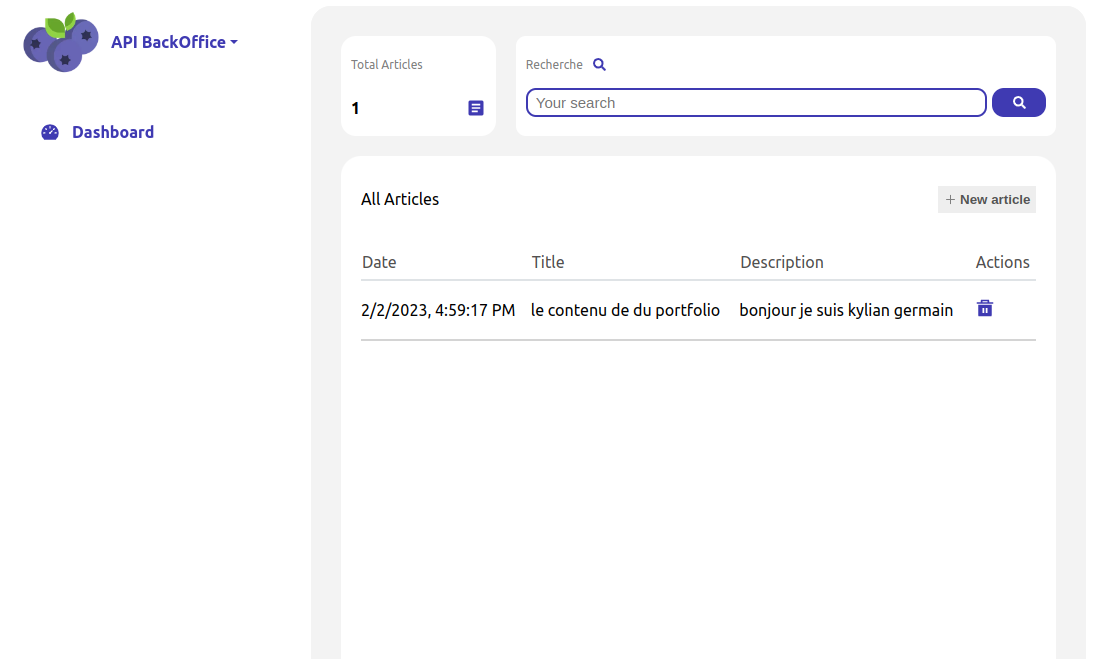 API BackOffice
Dashboard
Total Articles
1
Recherche
Your search
All Articles
+ New article
Date Title Description Actions
2/2/2023, 4:59:17 PM le contenu de du portfolio bonjour je suis kylian germain